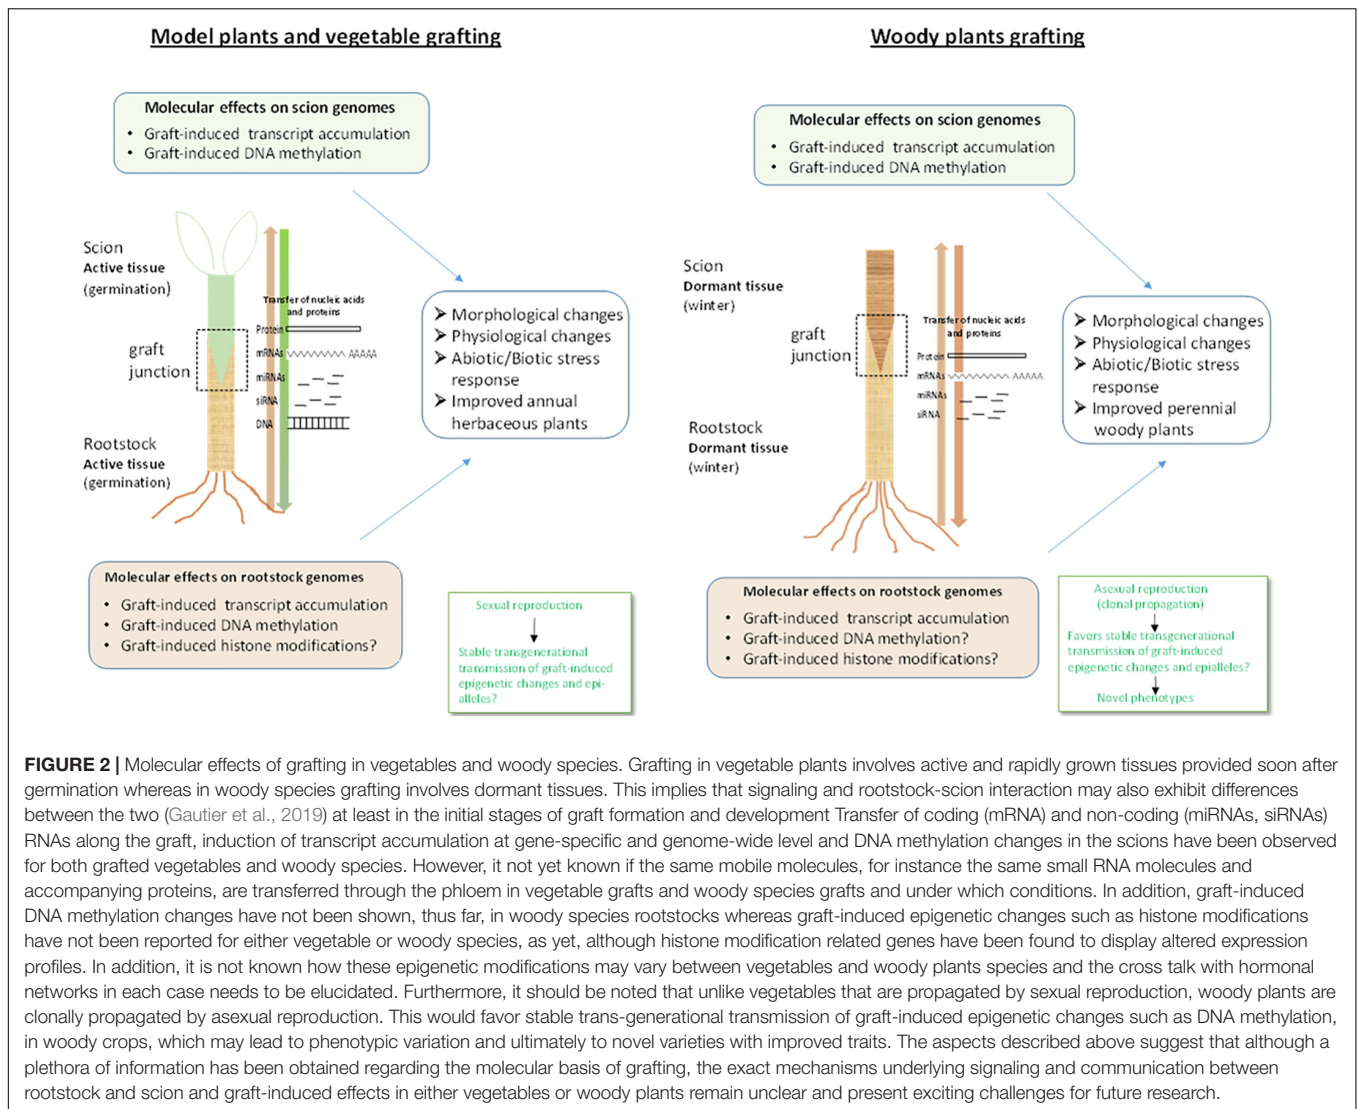 Model plants and vegetable grafting
Molecular effects on scion genomes
• Graft-induced transcript accumulation
• Graft-induced DNA methylation
Scion
Active tissue
(germination)
graft
junction
Rootstock
Active tissue
(germination)
Transfer of nucleic acids
and proteins
Protein
mRNAs
AAAAA
miRNAs
siRNA
DNA
➢ Morphological changes
➢ Physiological changes
➢ Abiotic/Biotic stress
response
➢ Improved annual
herbaceous plants
Molecular effects on rootstock genomes
• Graft-induced transcript accumulation
• Graft-induced DNA methylation
• Graft-induced histone modifications?
Sexual reproduction
Stable transgenerational
transmission of graft-induced
epigenetic changes and epi-
alleles?
Woody plants grafting
Molecular effects on scion genomes
• Graft-induced transcript accumulation
• Graft-induced DNA methylation
Scion
Dormant tissue
(winter)
graft
junction
Rootstock
Dormant tissue
(winter)
Transfer of nucleic acids
and proteins
Protein
mRNAs
AAAAA
miRNAs
siRNA
➢ Morphological changes
➢ Physiological changes
➢ Abiotic/Biotic stress
response
➢ Improved perennial
woody plants
Molecular effects on rootstock genomes
• Graft-induced transcript accumulation
• Graft-induced DNA methylation?
• Graft-induced histone modifications?
Asexual reproduction
(clonal propagation)
Favors stable transgenerational
transmission of graft-induced
epigenetic changes and epialleles?
Novel phenotypes
FIGURE 2 | Molecular effects of grafting in vegetables and woody species. Grafting in vegetable plants involves active and rapidly grown tissues provided soon after
germination whereas in woody species grafting involves dormant tissues. This implies that signaling and rootstock-scion interaction may also exhibit differences
between the two (Gautier et al., 2019) at least in the initial stages of graft formation and development Transfer of coding (mRNA) and non-coding (miRNAs, siRNAs)
RNAs along the graft, induction of transcript accumulation at gene-specific and genome-wide level and DNA methylation changes in the scions have been observed
for both grafted vegetables and woody species. However, it not yet known if the same mobile molecules, for instance the same small RNA molecules and
accompanying proteins, are transferred through the phloem in vegetable grafts and woody species grafts and under which conditions. In addition, graft-induced
DNA methylation changes have not been shown, thus far, in woody species rootstocks whereas graft-induced epigenetic changes such as histone modifications
have not been reported for either vegetable or woody species, as yet, although histone modification related genes have been found to display altered expression
profiles. In addition, it is not known how these epigenetic modifications may vary between vegetables and woody plants species and the cross talk with hormonal
networks in each case needs to be elucidated. Furthermore, it should be noted that unlike vegetables that are propagated by sexual reproduction, woody plants are
clonally propagated by asexual reproduction. This would favor stable trans-generational transmission of graft-induced epigenetic changes such as DNA methylation,
in woody crops, which may lead to phenotypic variation and ultimately to novel varieties with improved traits. The aspects described above suggest that although a
plethora of information has been obtained regarding the molecular basis of grafting, the exact mechanisms underlying signaling and communication between
rootstock and scion and graft-induced effects in either vegetables or woody plants remain unclear and present exciting challenges for future research.